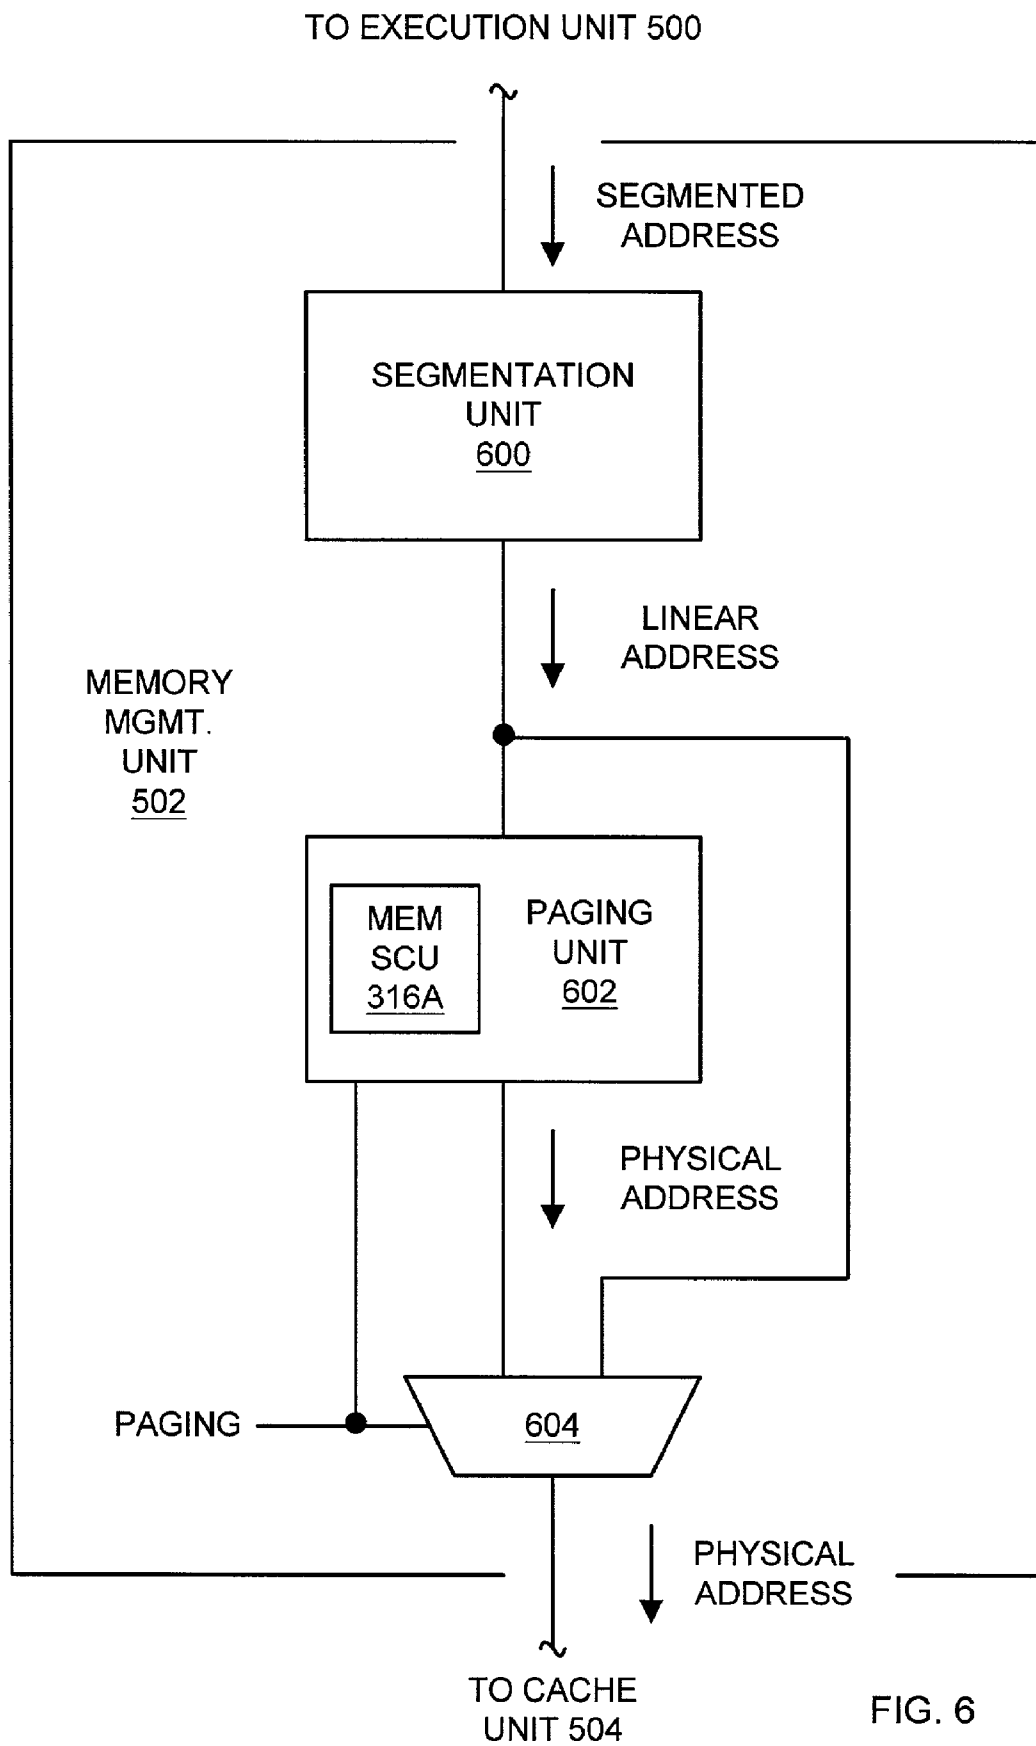 TO EXECUTION UNIT 500
SEGMENTED
ADDRESS
SEGMENTATION
UNIT
600
LINEAR
ADDRESS
MEMORY
MGMT.
UNIT
502
MEM
SCU
316A
PAGING
UNIT
602
PHYSICAL
ADDRESS
PAGING
604
PHYSICAL
ADDRESS
TO CACHE
UNIT 504
FIG. 6